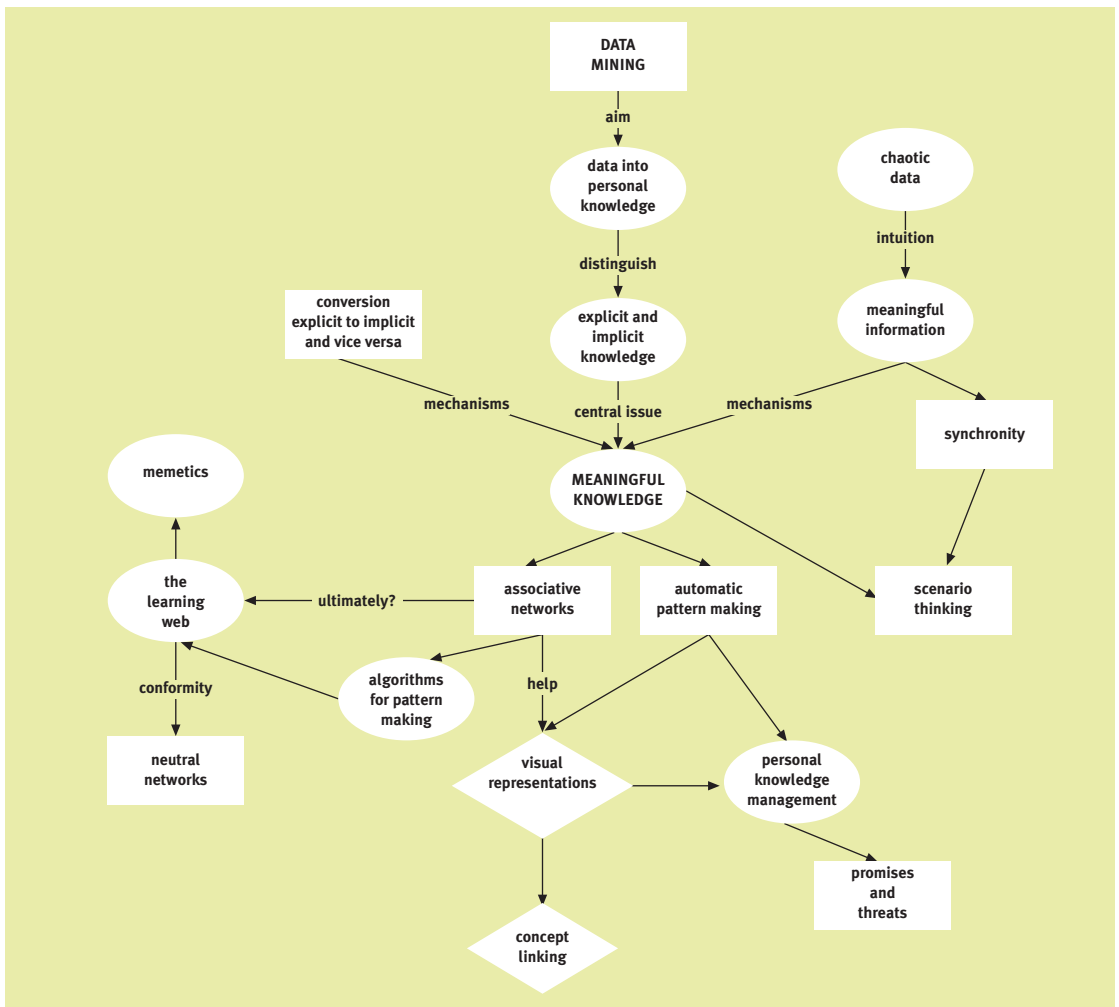 DATA
MINING
aim
data into
personal
knowledge
chaotic
data
distinguish
intuition
conversion
explicit to implicit
and vice versa
explicit and
implicit
knowledge
meaningful
information
mechanisms
central issue
mechanisms
synchronity
memetics
MEANINGFUL
KNOWLEDGE
the
learning
web
ultimately?
associative
networks
automatic
pattern making
scenario
thinking
conformity
algorithms
for pattern
making
help
neutral
networks
visual
representations
personal
knowledge
management
promises
and
threats
concept
linking